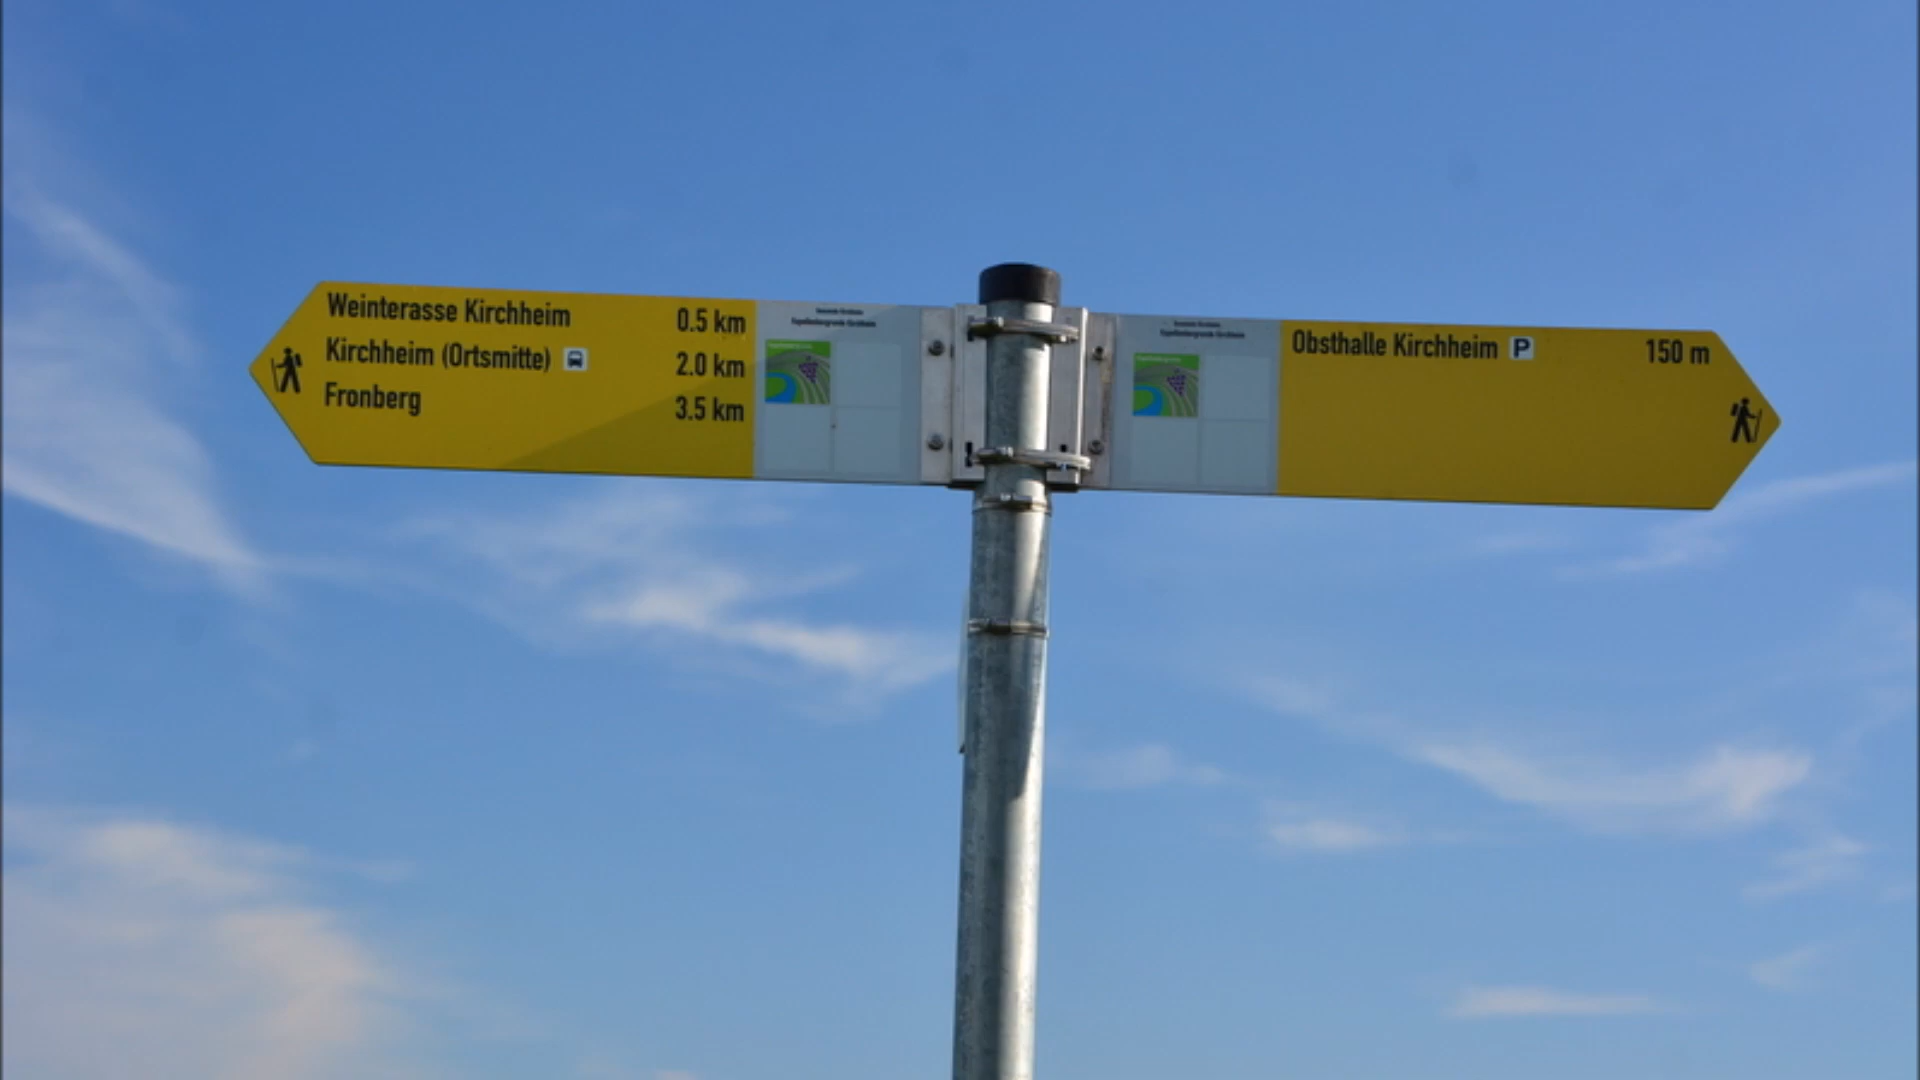 Weinterasse Kirchheim 0.5 km
Kirchheim (Ortsmitte) 2.0 km
Fronberg 3.5 km
Obsthalle Kirchheim P 150 m